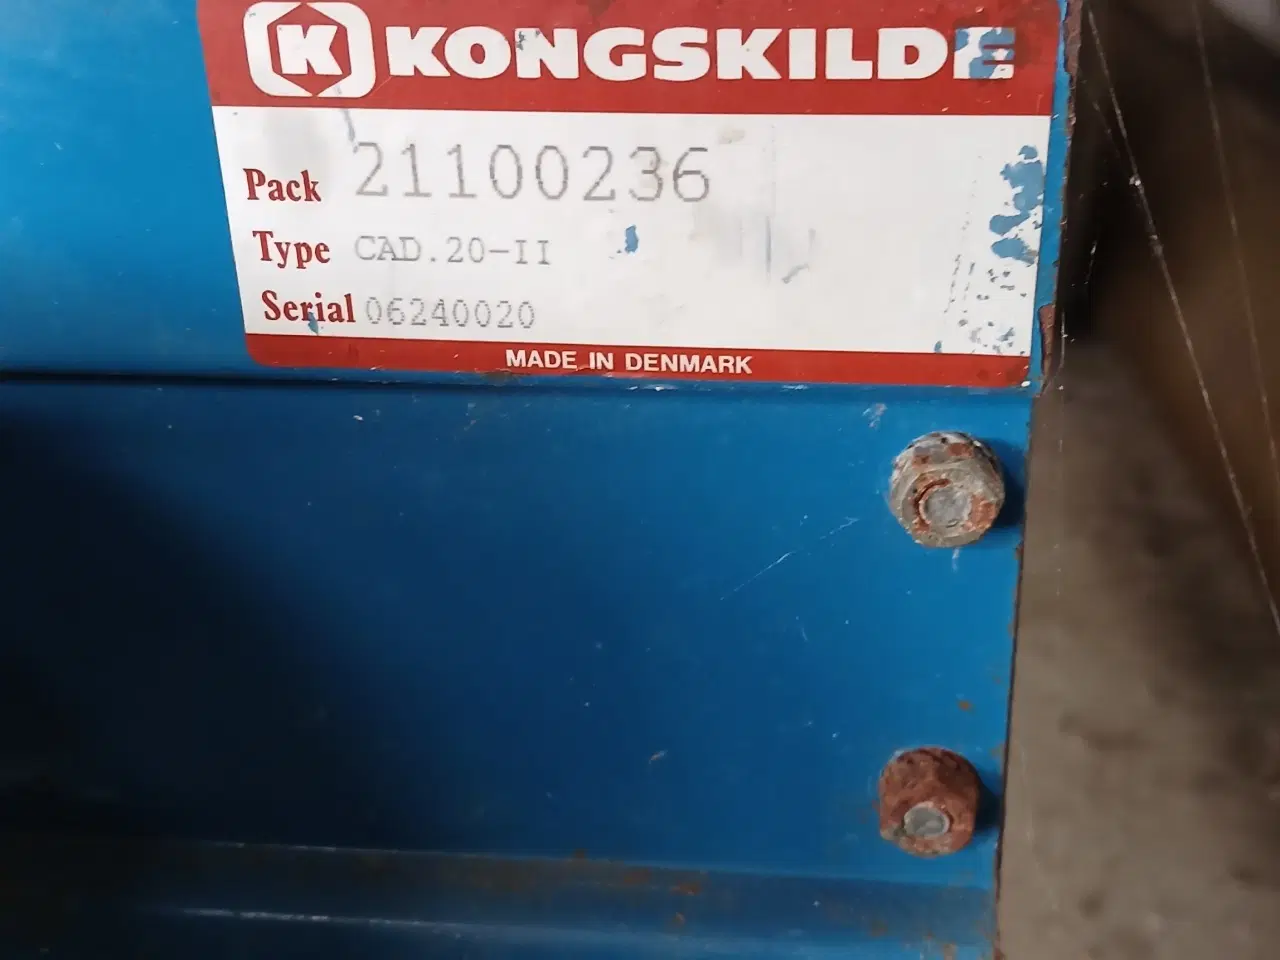 K KONGSKILDE
Pack 21100236
Type CAD.20-II
Serial 06240020
MADE IN DENMARK